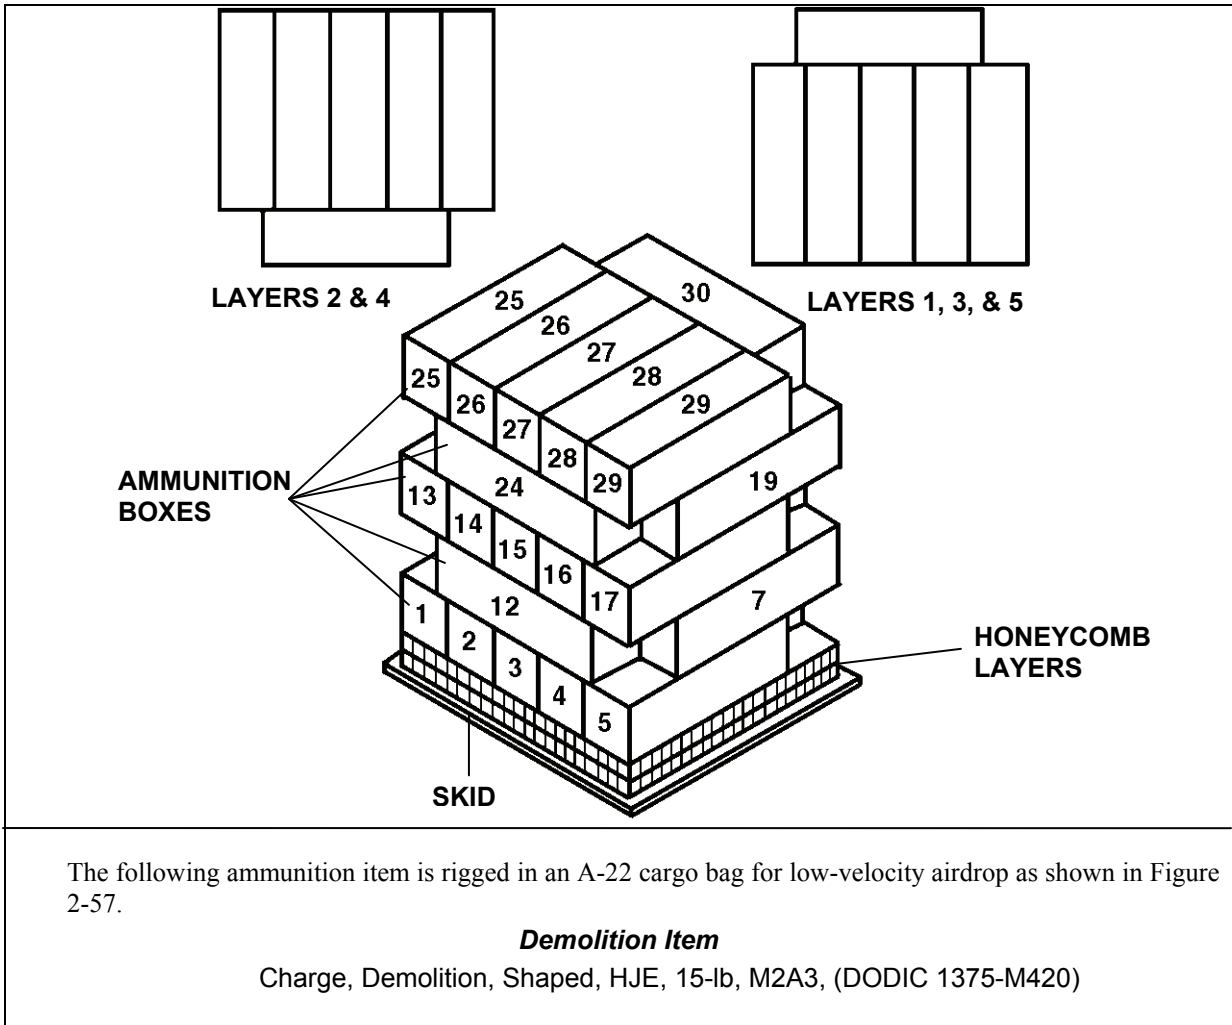 LAYERS 2 & 4
LAYERS 1, 3, & 5
25
26
27
28
29
30
25
26
27
28
29
AMMUNITION
BOXES
24
19
13
14
15
16
17
12
7
1
2
3
4
5
HONEYCOMB
LAYERS
SKID
The following ammunition item is rigged in an A-22 cargo bag for low-velocity airdrop as shown in Figure
2-57.
Demolition Item
Charge, Demolition, Shaped, HJE, 15-lb, M2A3, (DODIC 1375-M420)